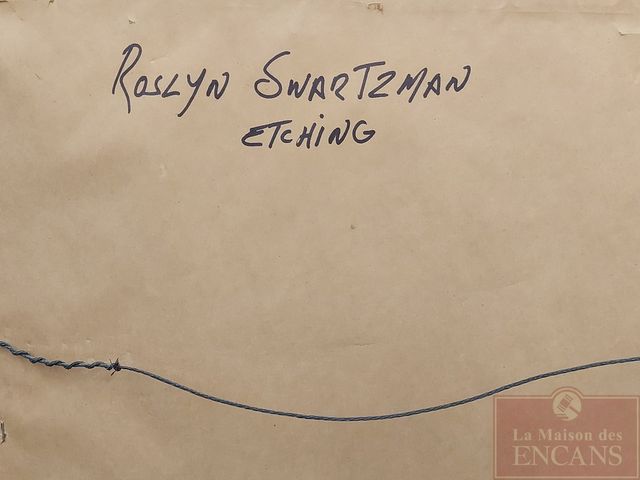 Roslyn Swartzman
Etching
La Maison des
ENCANS